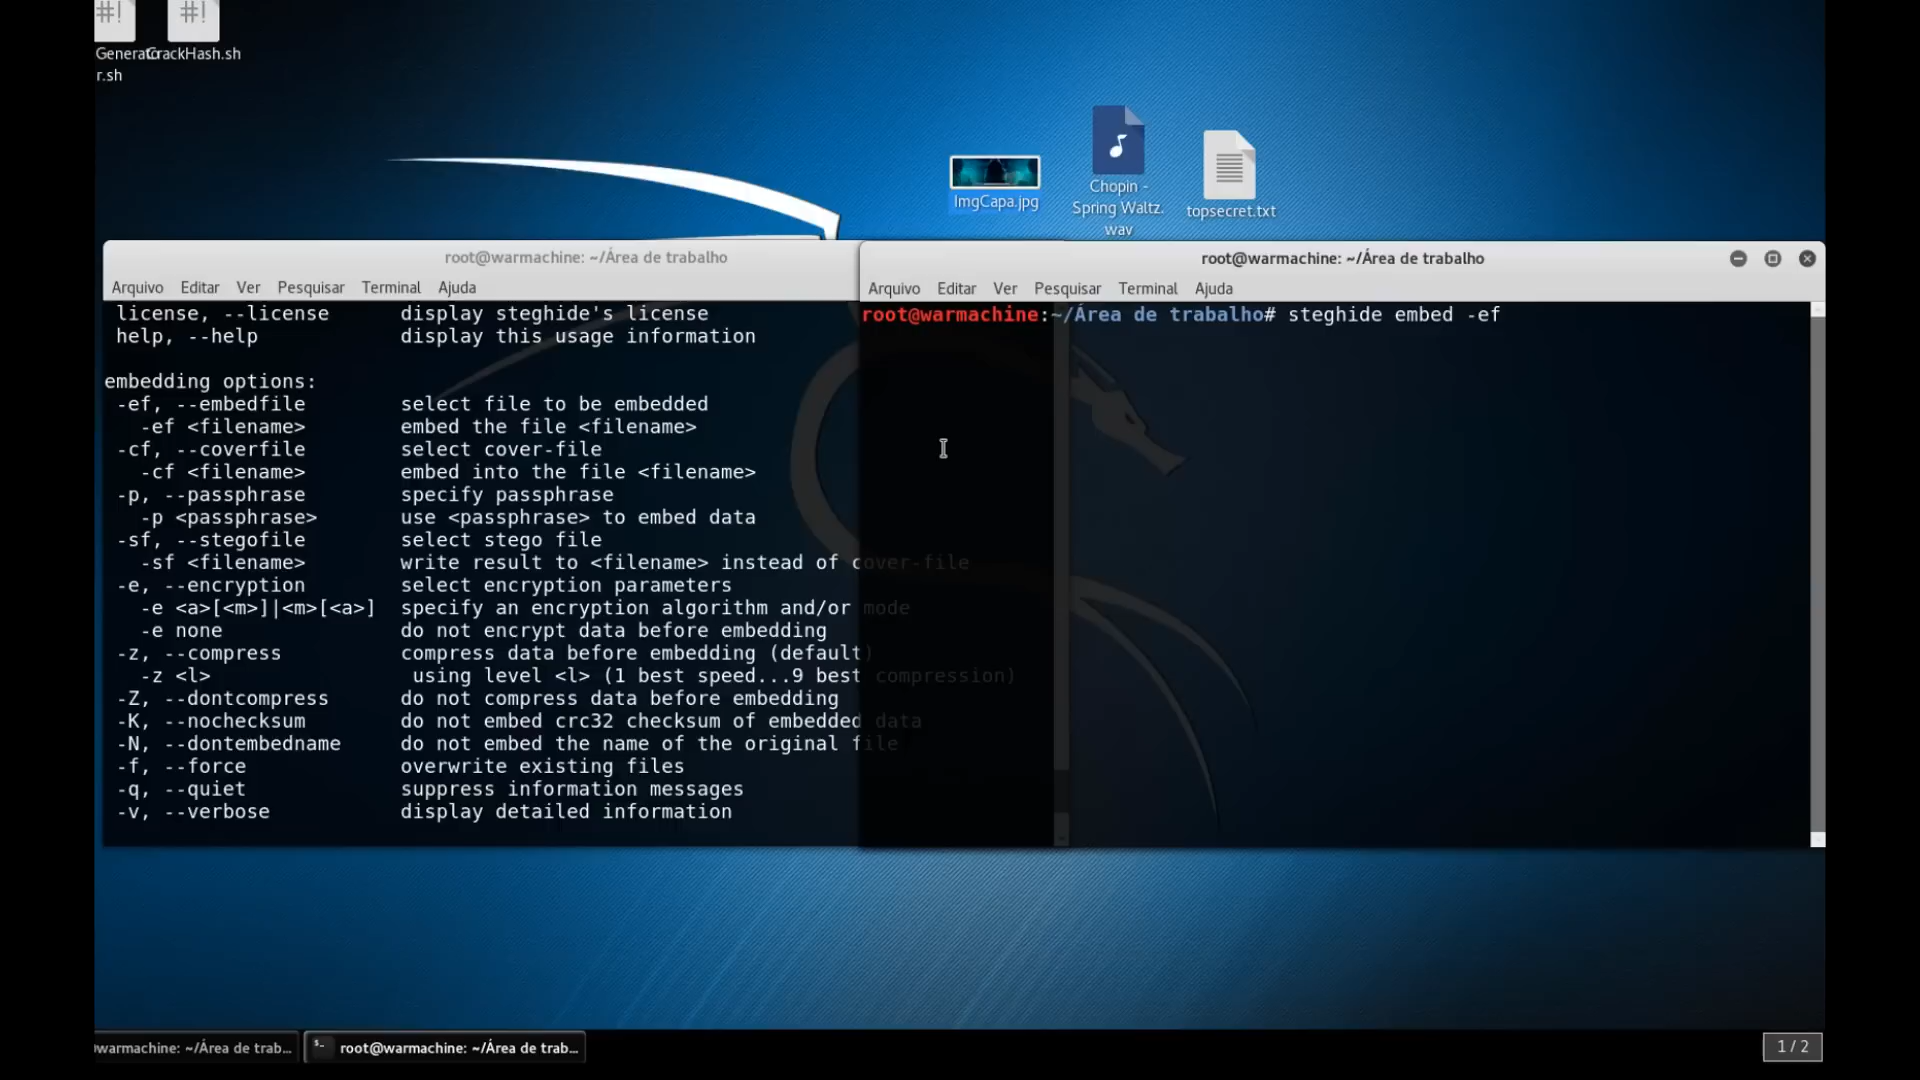 #! #!
Generato
r.sh
CrackHash.sh
ImgCapa.jpg
Chopin -
Spring Waltz.
wav
topsecret.txt
root@warmachine: ~/Área de trabalho
Arquivo Editar Ver Pesquisar Terminal Ajuda
license, --license display steghide's license
help, --help display this usage information
embedding options:
-ef, --embedfile select file to be embedded
-ef <filename> embed the file <filename>
-cf, --coverfile select cover-file
-cf <filename> embed into the file <filename>
-p, --passphrase specify passphrase
-p <passphrase> use <passphrase> to embed data
-sf, --stegofile select stego file
-sf <filename> write result to <filename> instead of cover-file
-e, --encryption select encryption parameters
-e <a>[<m>]|<m>[<a>] specify an encryption algorithm and/or mode
-e none do not encrypt data before embedding
-z, --compress compress data before embedding (default)
-z <l> using level <l> (1 best speed...9 best compression)
-Z, --dontcompress do not compress data before embedding
-K, --nochecksum do not embed crc32 checksum of embedded data
-N, --dontembedname do not embed the name of the original file
-f, --force overwrite existing files
-q, --quiet suppress information messages
-v, --verbose display detailed information
root@warmachine: ~/Área de trabalho
Arquivo Editar Ver Pesquisar Terminal Ajuda
root@warmachine:~/Área de trabalho# steghide embed -ef
warmachine: ~/Área de trab...
root@warmachine: ~/Área de trab...
1 / 2